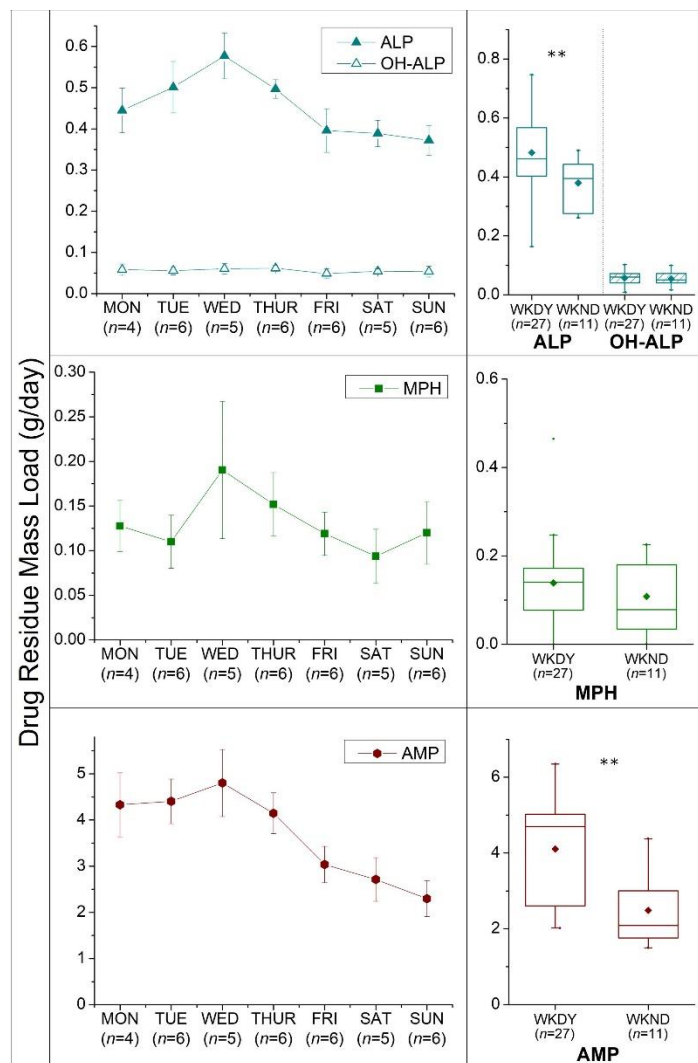 Drug Residue Mass Load (g/day)
0.6
0.5
0.4
0.3
0.2
0.1
0.0
ALP
OH-ALP
MON TUE WED THUR FRI SAT SUN
(n=4) (n=6) (n=5) (n=6) (n=6) (n=5) (n=6)
0.8
0.6
0.4
0.2
0.0
**
WKDY WKND WKDY WKND
(n=27) (n=11) (n=27) (n=11)
ALP OH-ALP
0.30
0.25
0.20
0.15
0.10
0.05
0.00
MPH
MON TUE WED THUR FRI SAT SUN
(n=4) (n=6) (n=5) (n=6) (n=6) (n=5) (n=6)
0.6
0.4
0.2
0.0
WKDY WKND
(n=27) (n=11)
MPH
5
4
3
2
1
0
AMP
MON TUE WED THUR FRI SAT SUN
(n=4) (n=6) (n=5) (n=6) (n=6) (n=5) (n=6)
6
4
2
0
**
WKDY WKND
(n=27) (n=11)
AMP